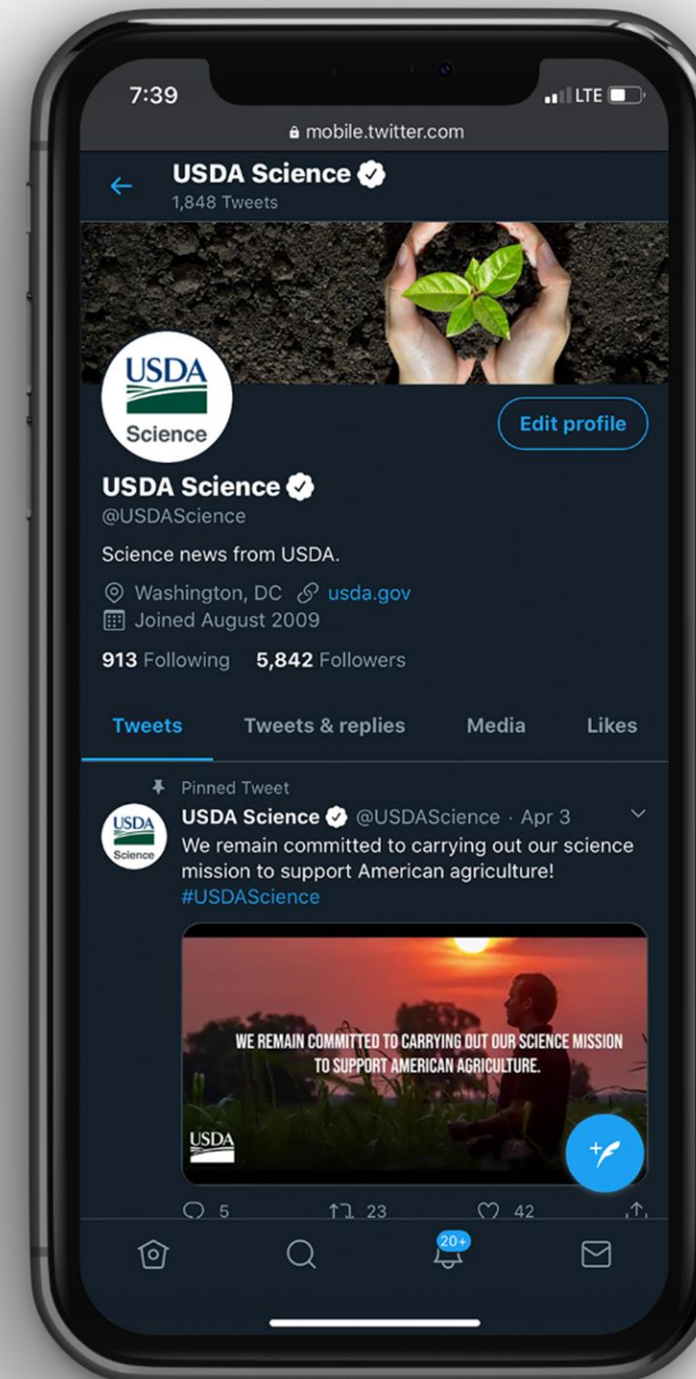 7:39
LTE
mobile.twitter.com
USDA Science
1,848 Tweets
USDA
Science
Edit profile
USDA Science
@USDAScience
Science news from USDA.
Washington, DC usda.gov
Joined August 2009
913 Following 5,842 Followers
Tweets Tweets & replies Media Likes
Pinned Tweet
USDA
Science
USDA Science @USDAScience · Apr 3
We remain committed to carrying out our science
mission to support American agriculture!
#USDAScience
WE REMAIN COMMITTED TO CARRYING OUT OUR SCIENCE MISSION
TO SUPPORT AMERICAN AGRICULTURE.
USDA
5 23 42
20+